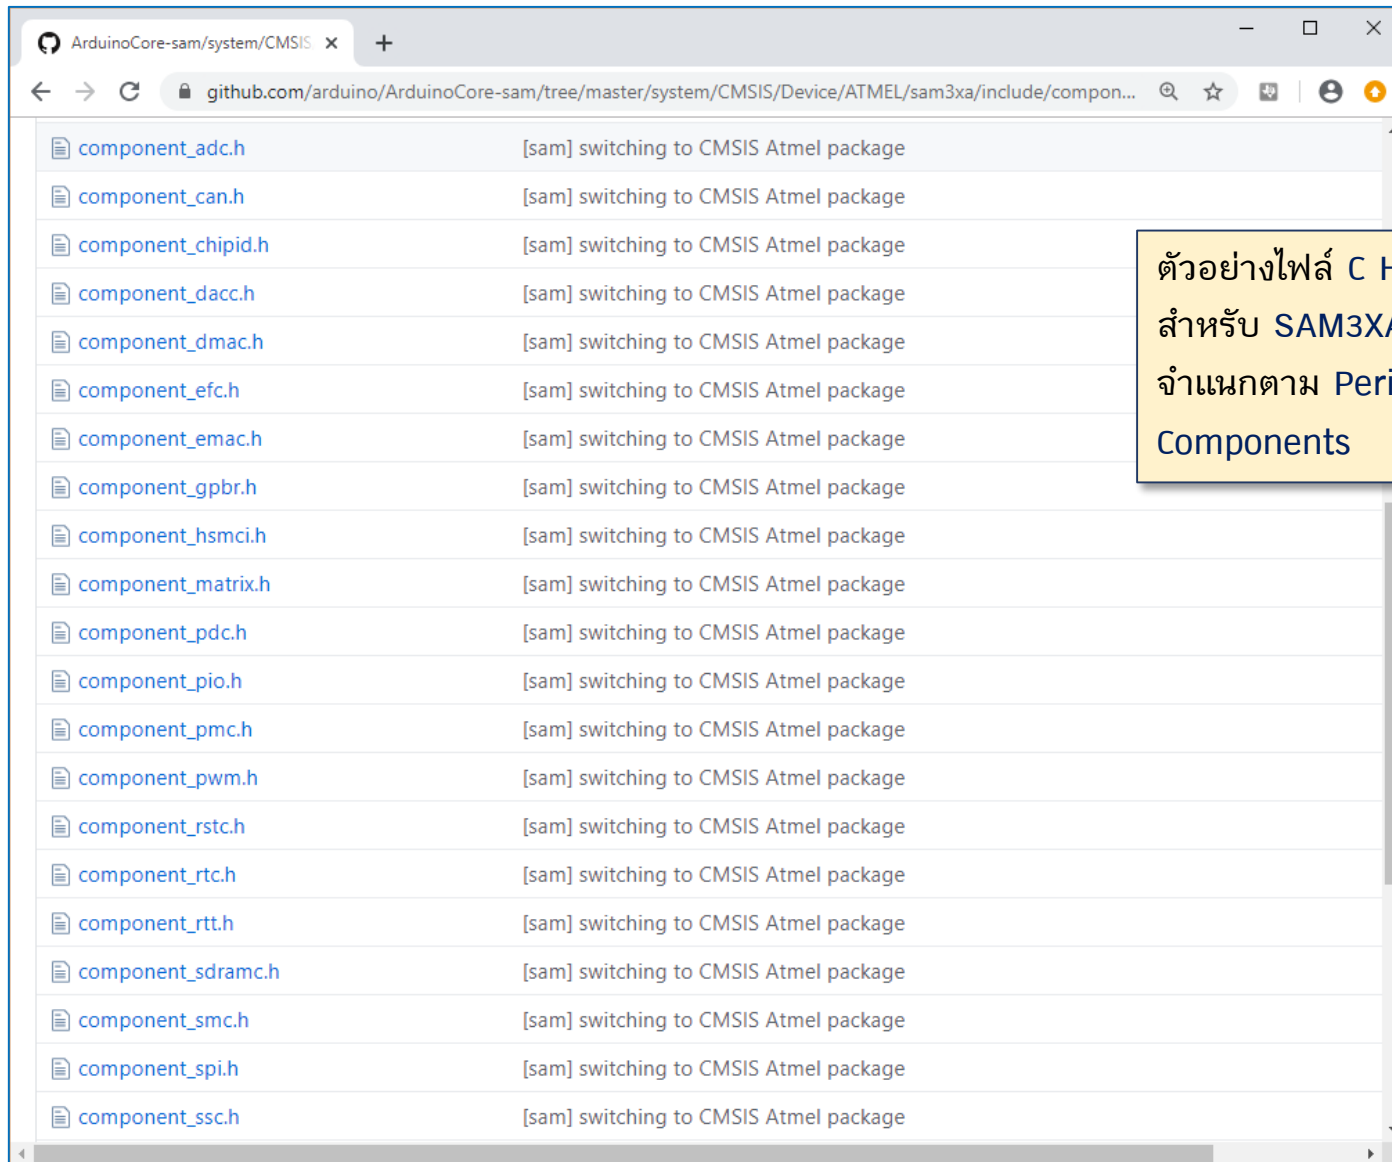 ArduinoCore-sam/system/CMSIS
github.com/arduino/ArduinoCore-sam/tree/master/system/CMSIS/Device/ATMEL/sam3xa/include/compon...
component_adc.h [sam] switching to CMSIS Atmel package
component_can.h [sam] switching to CMSIS Atmel package
component_chipid.h [sam] switching to CMSIS Atmel package
component_dacc.h [sam] switching to CMSIS Atmel package
component_dmac.h [sam] switching to CMSIS Atmel package
component_efc.h [sam] switching to CMSIS Atmel package
component_emac.h [sam] switching to CMSIS Atmel package
component_gpbr.h [sam] switching to CMSIS Atmel package
component_hsmci.h [sam] switching to CMSIS Atmel package
component_matrix.h [sam] switching to CMSIS Atmel package
component_pdc.h [sam] switching to CMSIS Atmel package
component_pio.h [sam] switching to CMSIS Atmel package
component_pmc.h [sam] switching to CMSIS Atmel package
component_pwm.h [sam] switching to CMSIS Atmel package
component_rstc.h [sam] switching to CMSIS Atmel package
component_rtc.h [sam] switching to CMSIS Atmel package
component_rtt.h [sam] switching to CMSIS Atmel package
component_sdramc.h [sam] switching to CMSIS Atmel package
component_smc.h [sam] switching to CMSIS Atmel package
component_spi.h [sam] switching to CMSIS Atmel package
component_ssc.h [sam] switching to CMSIS Atmel package
ตัวอย่างไฟล์ C
สำหรับ SAM3XA
จำแนกตาม Peri
Components